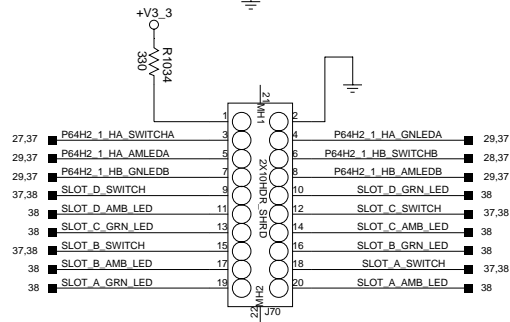 +V3_3
R1034
330
21
MH1
1 2
27,37 P64H2_1_HA_SWITCHA 3 4 P64H2_1_HA_GNLEDA 29,37
29,37 P64H2_1_HA_AMLEDA 5 6 P64H2_1_HB_SWITCHB 28,37
29,37 P64H2_1_HB_GNLEDB 7 8 P64H2_1_HB_AMLEDB 29,37
37,38 SLOT_D_SWITCH 9 10 SLOT_D_GRN_LED 38
38 SLOT_D_AMB_LED 11 12 SLOT_C_SWITCH 37,38
38 SLOT_C_GRN_LED 13 14 SLOT_C_AMB_LED 38
37,38 SLOT_B_SWITCH 15 16 SLOT_B_GRN_LED 38
38 SLOT_B_AMB_LED 17 18 SLOT_A_SWITCH 37,38
38 SLOT_A_GRN_LED 19 20 SLOT_A_AMB_LED 38
2X10HDR_SHRD
MH2
22
J70